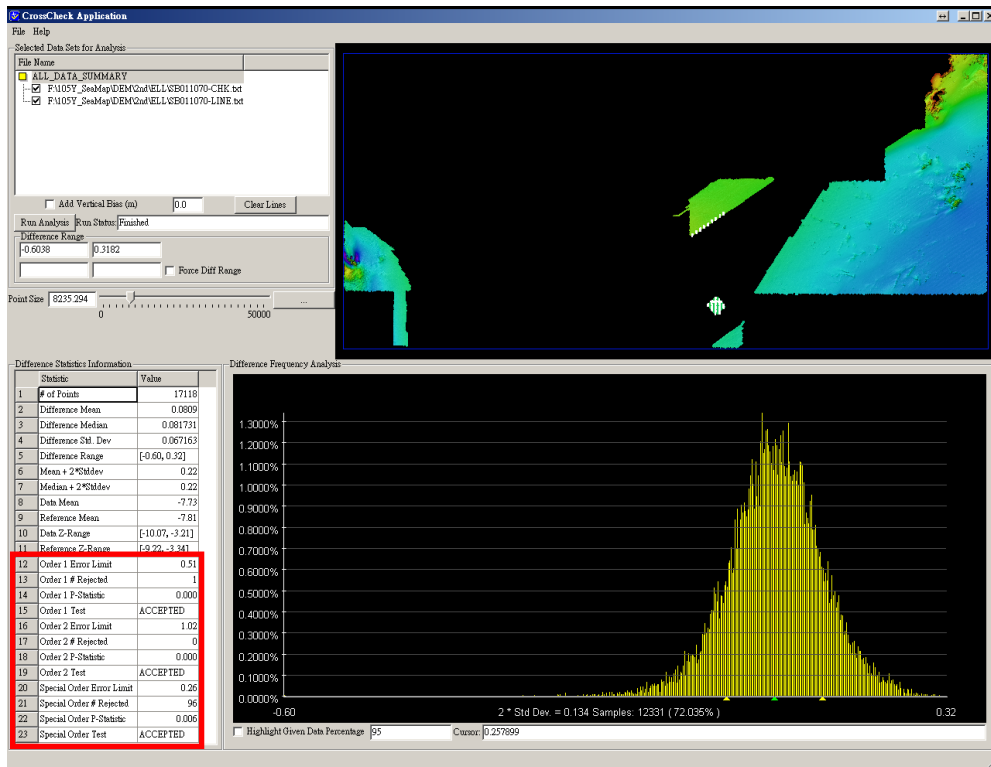 CrossCheck Application
File Help
Selected Data Sets for Analysis
File Name
ALL_DATA_SUMMARY
F:\105Y_SeaMap\DEM\2nd\ELL\SB011070-CHK.txt
F:\105Y_SeaMap\DEM\2nd\ELL\SB011070-LINE.txt
Add Vertical Bias (m) 0.0 Clear Lines
Run Analysis Run Status: Finished
Difference Range
-0.6038 0.3182
Force Diff Range
Point Size 8235.294 ...
0 50000
Difference Statistics Information
Statistic Value
1 # of Points 17118
2 Difference Mean 0.0809
3 Difference Median 0.081731
4 Difference Std. Dev 0.067163
5 Difference Range [-0.60, 0.32]
6 Mean + 2*Stddev 0.22
7 Median + 2*Stddev 0.22
8 Data Mean -7.73
9 Reference Mean -7.81
10 Data Z-Range [-10.07, -3.21]
11 Reference Z-Range [-9.22, -3.34]
12 Order 1 Error Limit 0.51
13 Order 1 # Rejected 1
14 Order 1 P-Statistic 0.000
15 Order 1 Test ACCEPTED
16 Order 2 Error Limit 1.02
17 Order 2 # Rejected 0
18 Order 2 P-Statistic 0.000
19 Order 2 Test ACCEPTED
20 Special Order Error Limit 0.26
21 Special Order # Rejected 96
22 Special Order P-Statistic 0.006
23 Special Order Test ACCEPTED
Difference Frequency Analysis
1.3000%
1.2000%
1.1000%
1.0000%
0.9000%
0.8000%
0.7000%
0.6000%
0.5000%
0.4000%
0.3000%
0.2000%
0.1000%
0.0000%
-0.60 2 * Std Dev. = 0.134 Samples: 12331 ( 72.035% ) 0.32
Highlight Given Data Percentage 95 Cursor: 0.257899